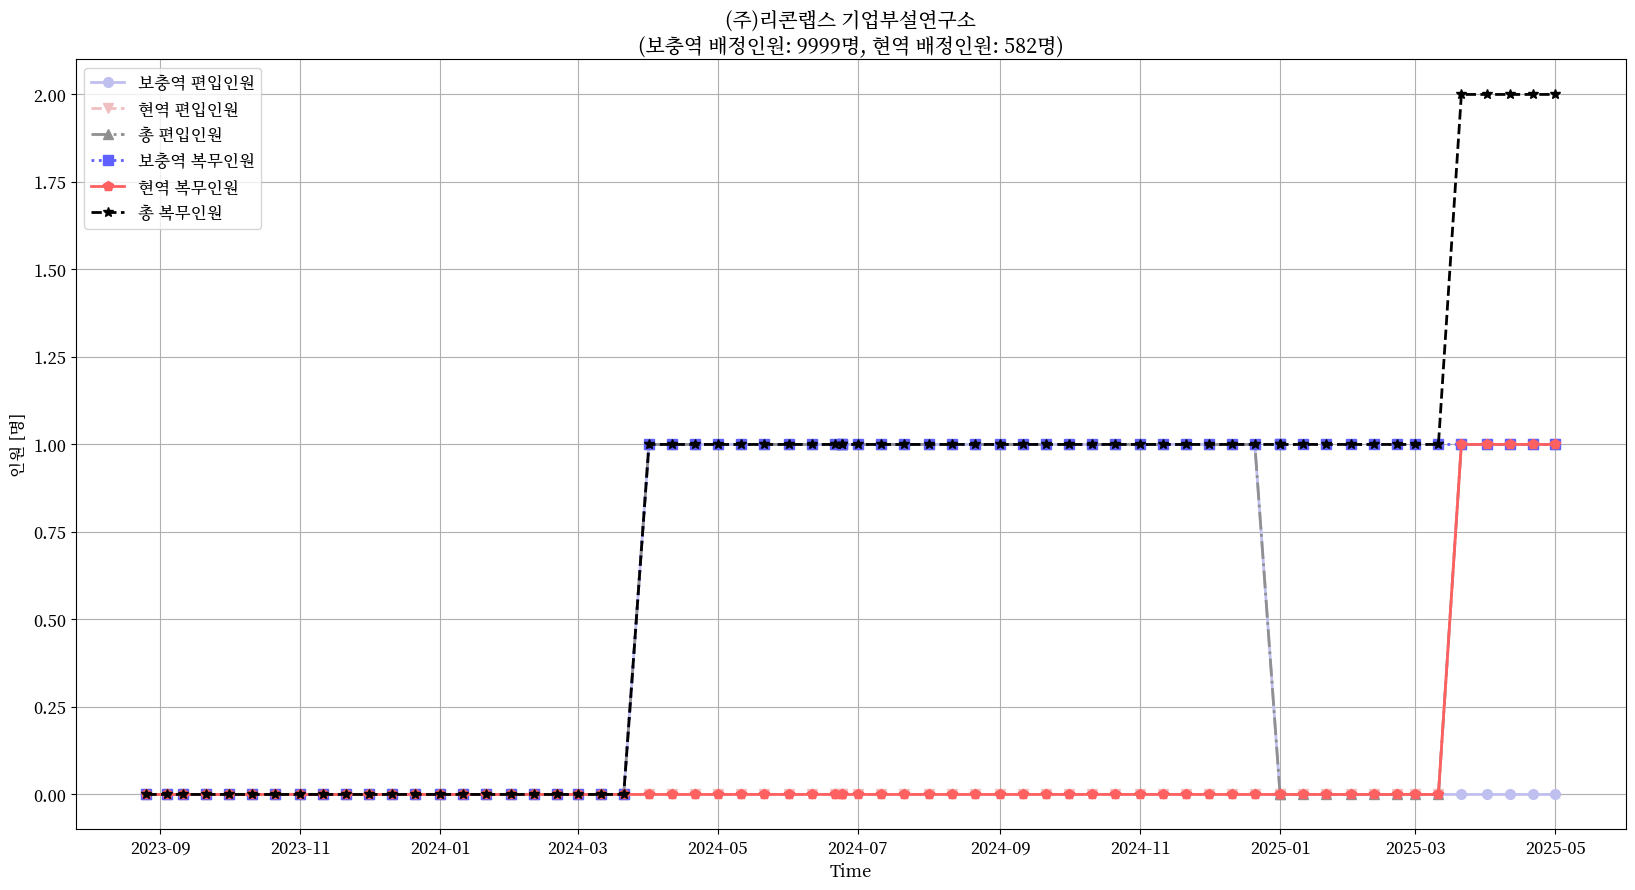 (주)리콘랩스 기업부설연구소
(보충역 배정인원: 9999명, 현역 배정인원: 582명)
보충역 편입인원
현역 편입인원
총 편입인원
보충역 복무인원
현역 복무인원
총 복무인원
2.00
1.75
1.50
1.25
1.00
0.75
0.50
0.25
0.00
인원 [명]
2023-09
2023-11
2024-01
2024-03
2024-05
2024-07
2024-09
2024-11
2025-01
2025-03
2025-05
Time